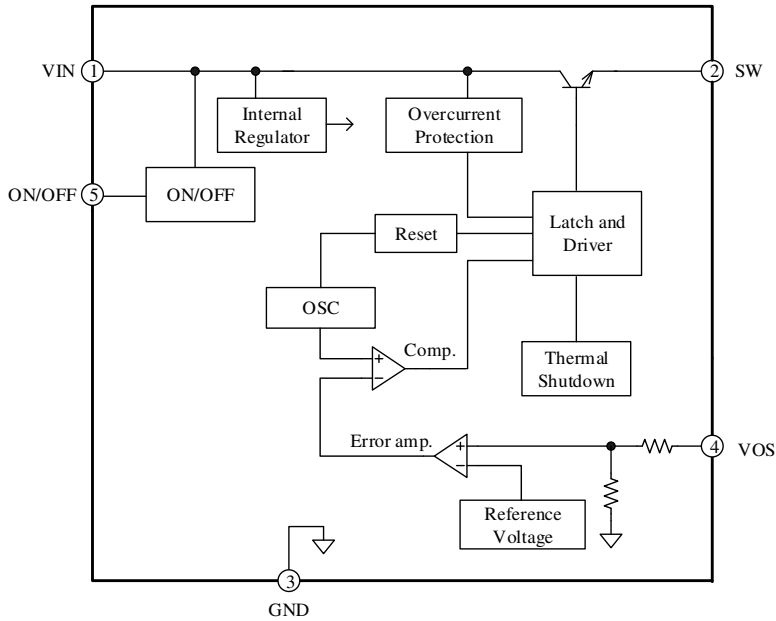 VIN
1
2
SW
Internal
Regulator
Overcurrent
Protection
ON/OFF
5
ON/OFF
Latch and
Driver
Reset
OSC
Comp.
+
−
Thermal
Shutdown
Error amp.
+
−
4
VOS
Reference
Voltage
3
GND